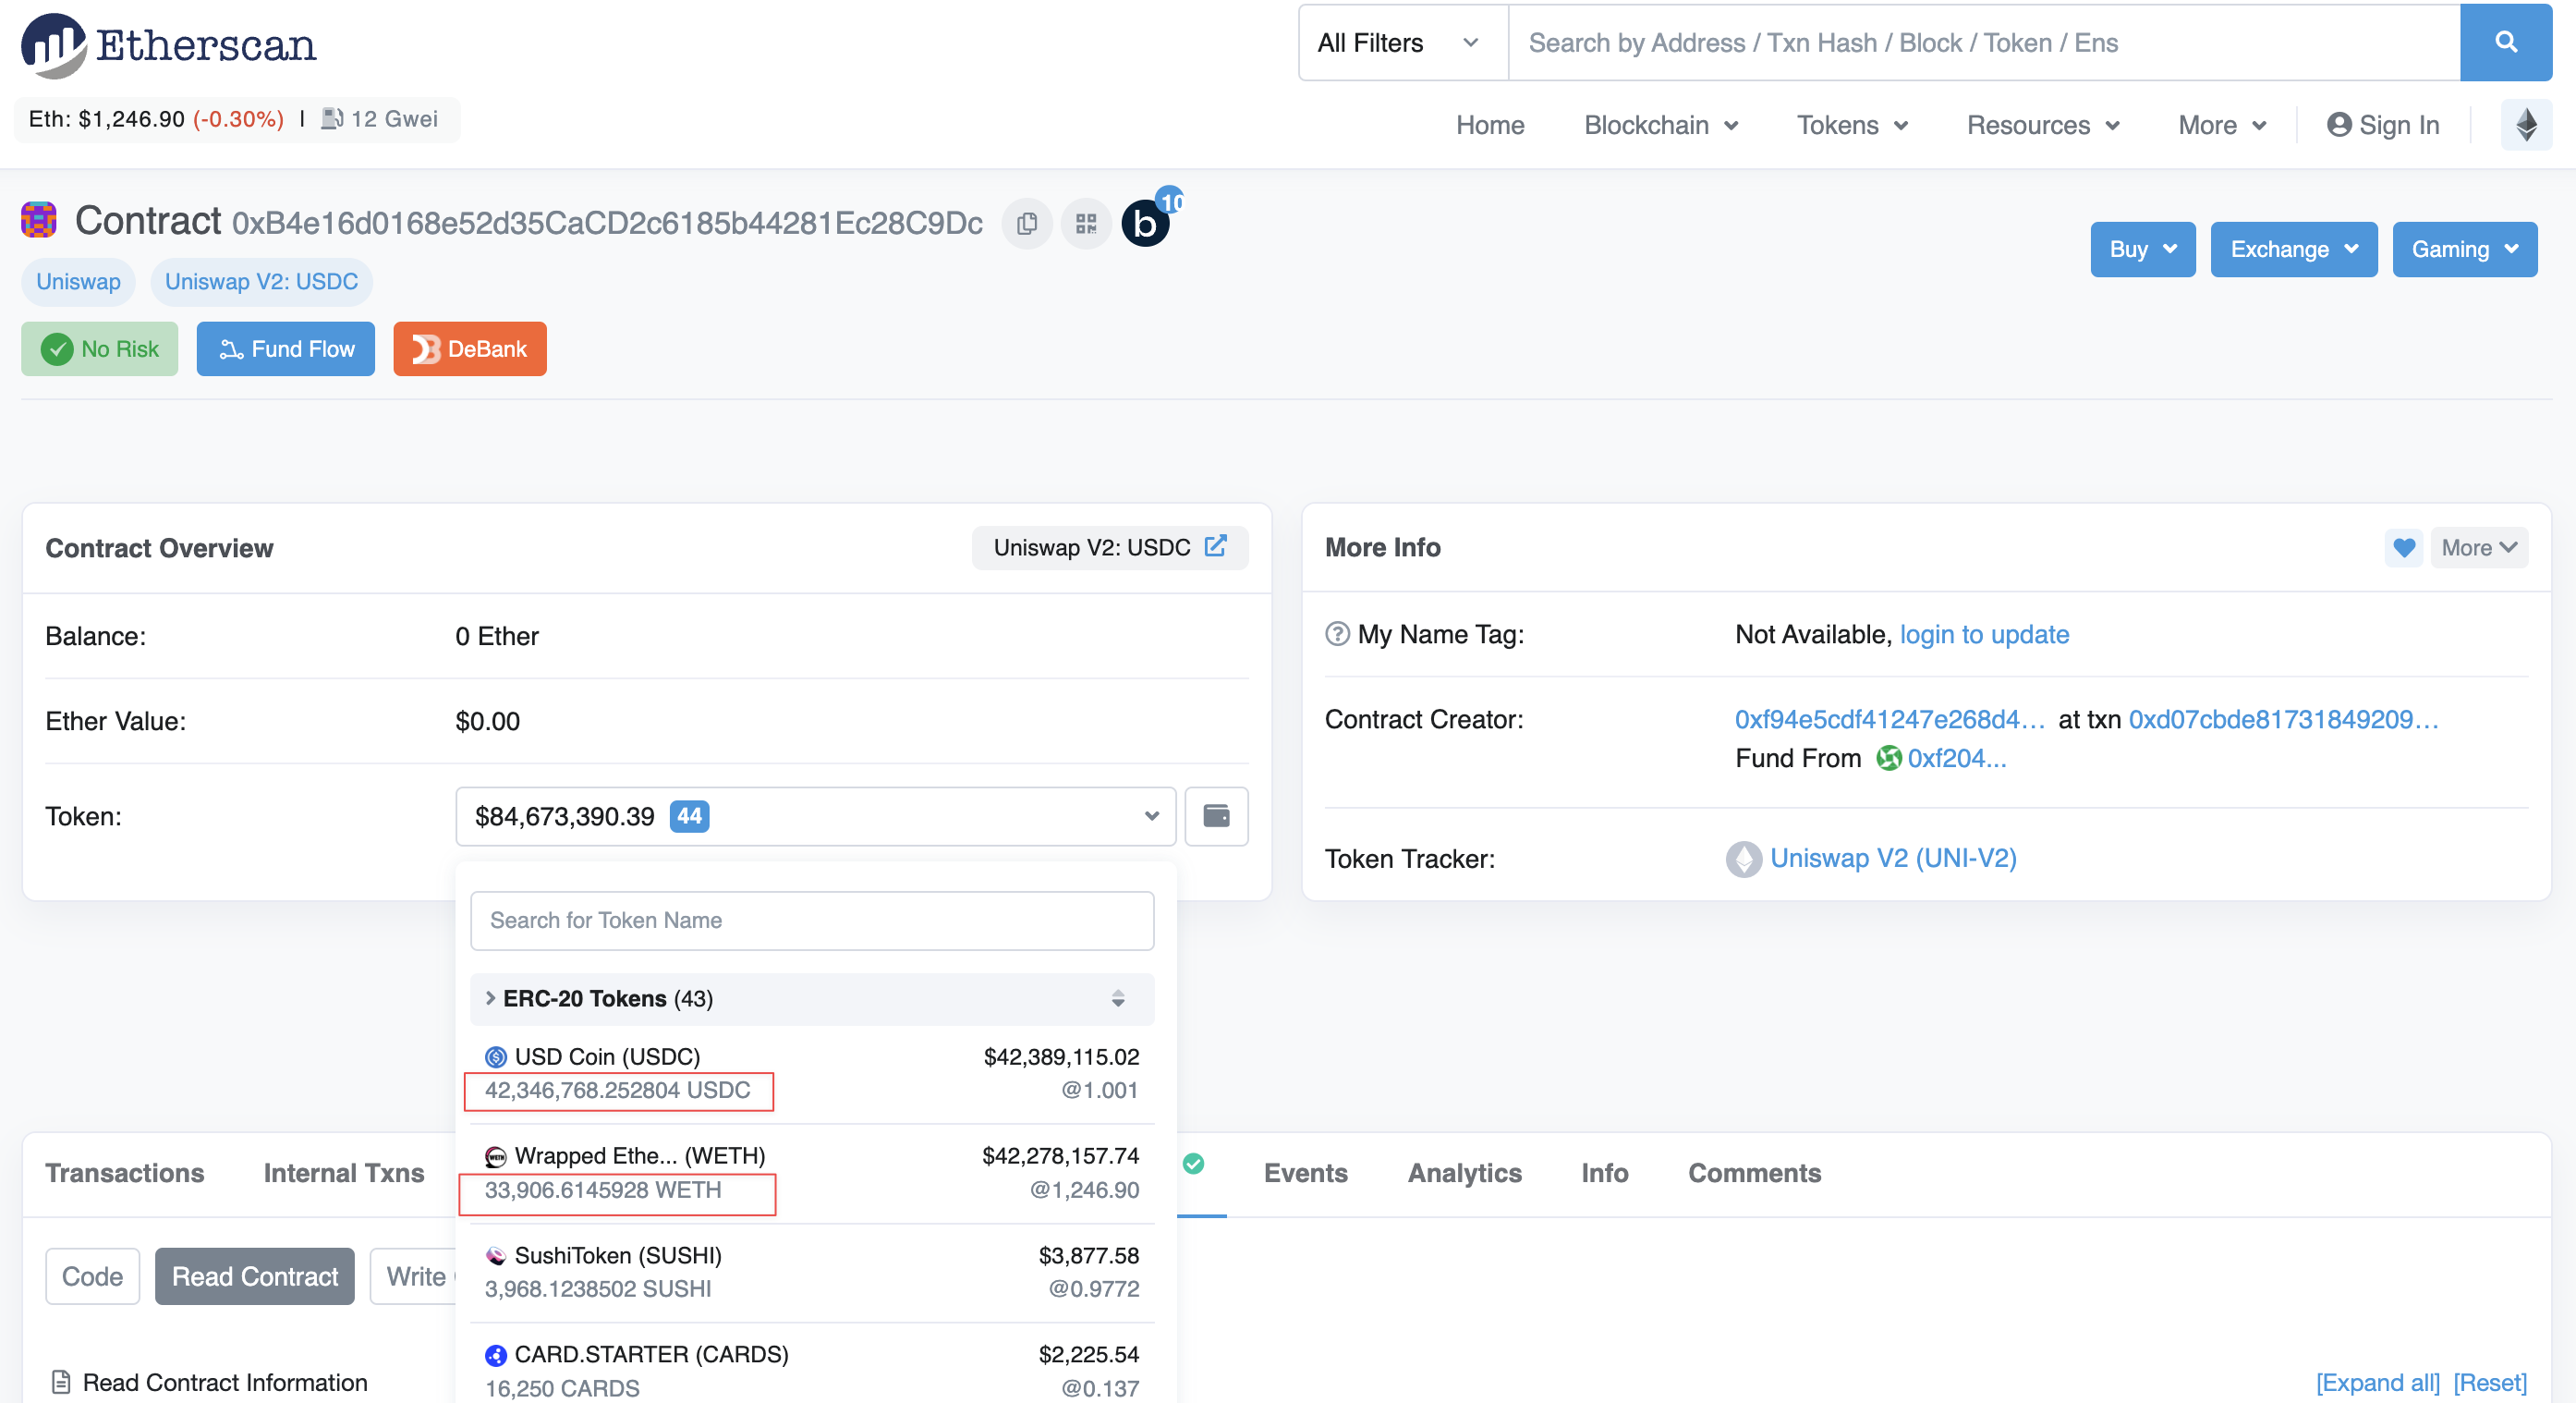 Etherscan
All Filters
Search by Address / Txn Hash / Block / Token / Ens
Eth: $1,246.90 (-0.30%) | 12 Gwei
Home
Blockchain
Tokens
Resources
More
Sign In
Contract 0xB4e16d0168e52d35CaCD2c6185b44281Ec28C9Dc
b
10
Buy
Exchange
Gaming
Uniswap
Uniswap V2: USDC
No Risk
Fund Flow
DeBank
Contract Overview
Uniswap V2: USDC
Balance:
0 Ether
Ether Value:
$0.00
Token:
$84,673,390.39 44
Search for Token Name
ERC-20 Tokens (43)
USD Coin (USDC)
$42,389,115.02
42,346,768.252804 USDC
@1.001
Wrapped Ethe... (WETH)
$42,278,157.74
33,906.6145928 WETH
@1,246.90
SushiToken (SUSHI)
$3,877.58
3,968.1238502 SUSHI
@0.9772
CARD.STARTER (CARDS)
$2,225.54
16,250 CARDS
@0.137
More Info
More
My Name Tag:
Not Available, login to update
Contract Creator:
0xf94e5cdf41247e268d4… at txn 0xd07cbde81731849209…
Fund From 0xf204...
Token Tracker:
Uniswap V2 (UNI-V2)
Transactions
Internal Txns
Events
Analytics
Info
Comments
Code
Read Contract
Write
Read Contract Information
[Expand all] [Reset]